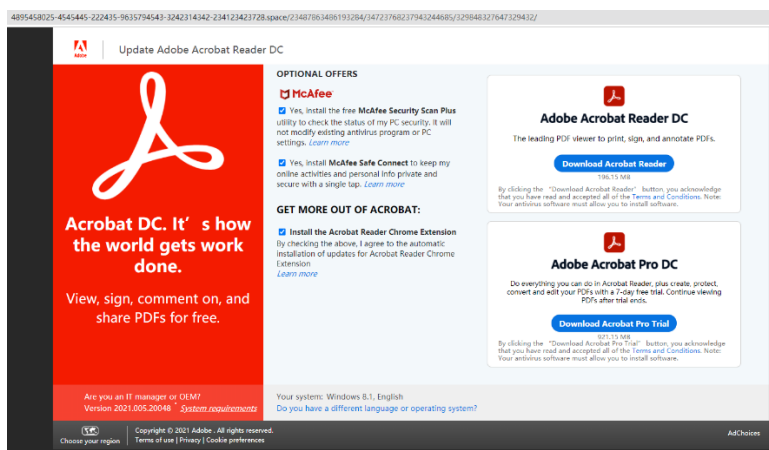 4895458025-4545445-222435-9635794543-3242314342-234123423728.space/23487863486193284/34723768237943244685/329848327647329432/
Adobe
Update Adobe Acrobat Reader DC
Acrobat DC. It' s how
the world gets work
done.
View, sign, comment on, and
share PDFs for free.
OPTIONAL OFFERS
McAfee
Yes, install the free McAfee Security Scan Plus
utility to check the status of my PC security. It will
not modify existing antivirus program or PC
settings. Learn more
Yes, install McAfee Safe Connect to keep my
online activities and personal info private and
secure with a single tap. Learn more
GET MORE OUT OF ACROBAT:
Install the Acrobat Reader Chrome Extension
By checking the above, I agree to the automatic
installation of updates for Acrobat Reader Chrome
Extension
Learn more
Adobe Acrobat Reader DC
The leading PDF viewer to print, sign, and annotate PDFs.
Download Acrobat Reader
196.15 MB
By clicking the "Download Acrobat Reader" button, you acknowledge
that you have read and accepted all of the Terms and Conditions. Note:
Your antivirus software must allow you to install software.
Adobe Acrobat Pro DC
Do everything you can do in Acrobat Reader, plus create, protect,
convert and edit your PDFs with a 7-day free trial. Continue viewing
PDFs after trial ends.
Download Acrobat Pro Trial
921.15 MB
By clicking the "Download Acrobat Pro Trial" button, you acknowledge
that you have read and accepted all of the Terms and Conditions. Note:
Your antivirus software must allow you to install software.
Are you an IT manager or OEM?
Version 2021.005.20048 System requirements
Your system: Windows 8.1, English
Do you have a different language or operating system?
Choose your region
Copyright © 2021 Adobe . All rights reserved.
Terms of use | Privacy | Cookie preferences
AdChoices